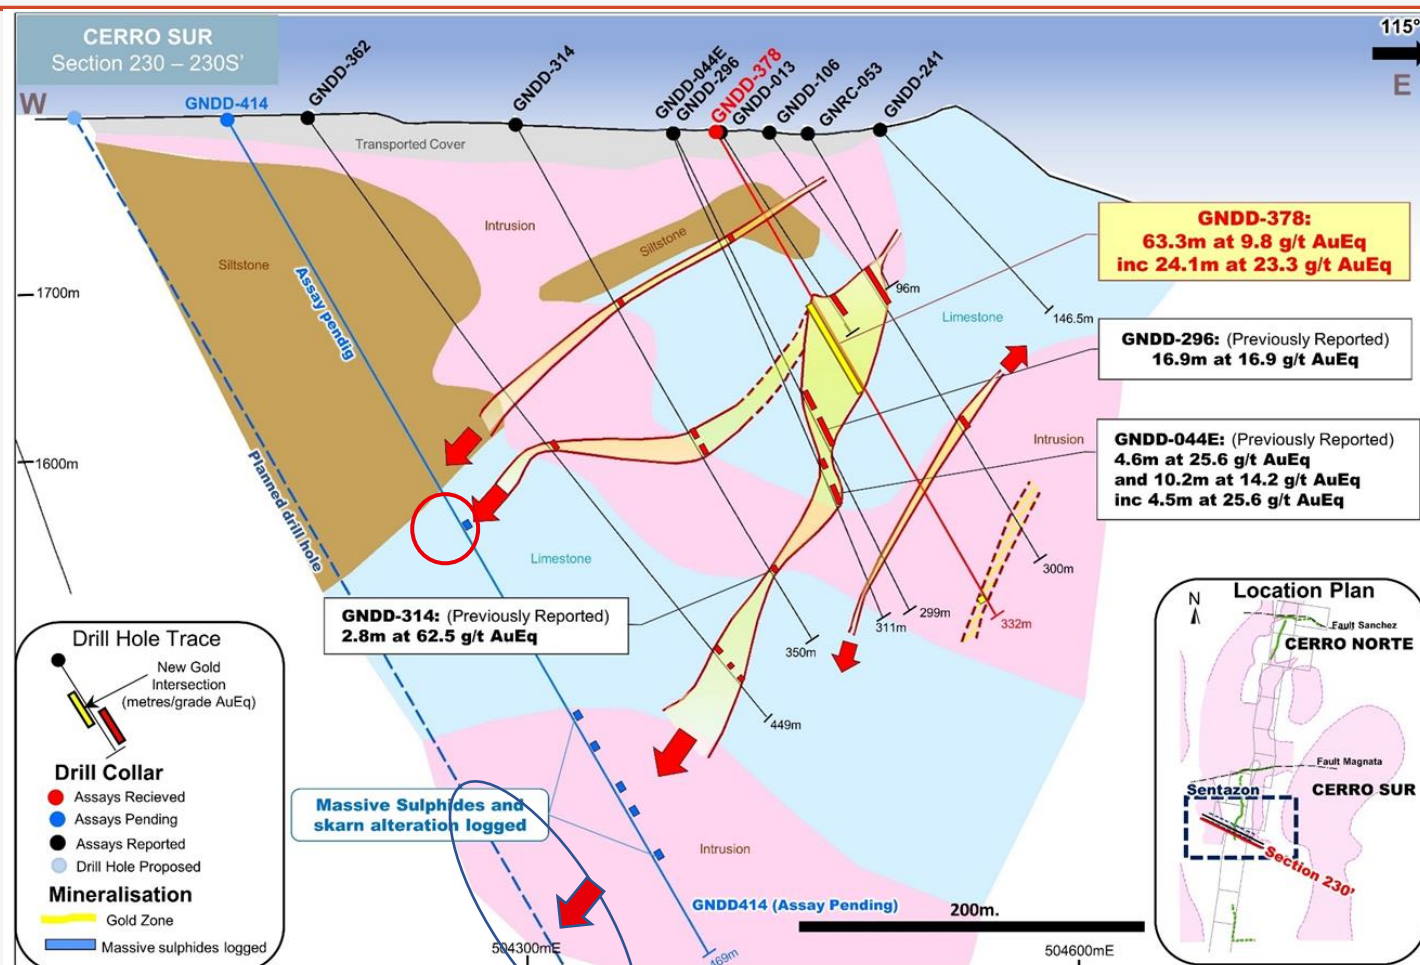 CERRO SUR
Section 230 – 230S'
W
GNDD-414
GNDD-362
GNDD-314
GNDD-044E
GNDD-296
GNDD-378
GNDD-013
GNDD-106
GNRC-053
GNDD-241
115°
E
Transported Cover
Intrusion
Siltstone
Siltstone
Assay pendig
Planned drill hole
1700m
1600m
Limestone
Limestone
Intrusion
Intrusion
96m
146.5m
300m
332m
299m
311m
350m
449m
469m
GNDD-378:
63.3m at 9.8 g/t AuEq
inc 24.1m at 23.3 g/t AuEq
GNDD-296: (Previously Reported)
16.9m at 16.9 g/t AuEq
GNDD-044E: (Previously Reported)
4.6m at 25.6 g/t AuEq
and 10.2m at 14.2 g/t AuEq
inc 4.5m at 25.6 g/t AuEq
GNDD-314: (Previously Reported)
2.8m at 62.5 g/t AuEq
Massive Sulphides and
skarn alteration logged
GNDD414 (Assay Pending)
200m.
504300mE
504600mE
Drill Hole Trace
New Gold
Intersection
(metres/grade AuEq)
Drill Collar
Assays Recieved
Assays Pending
Assays Reported
Drill Hole Proposed
Mineralisation
Gold Zone
Massive sulphides logged
Location Plan
N
Fault Sanchez
CERRO NORTE
Fault Magnata
Sentazon
CERRO SUR
Section 230'